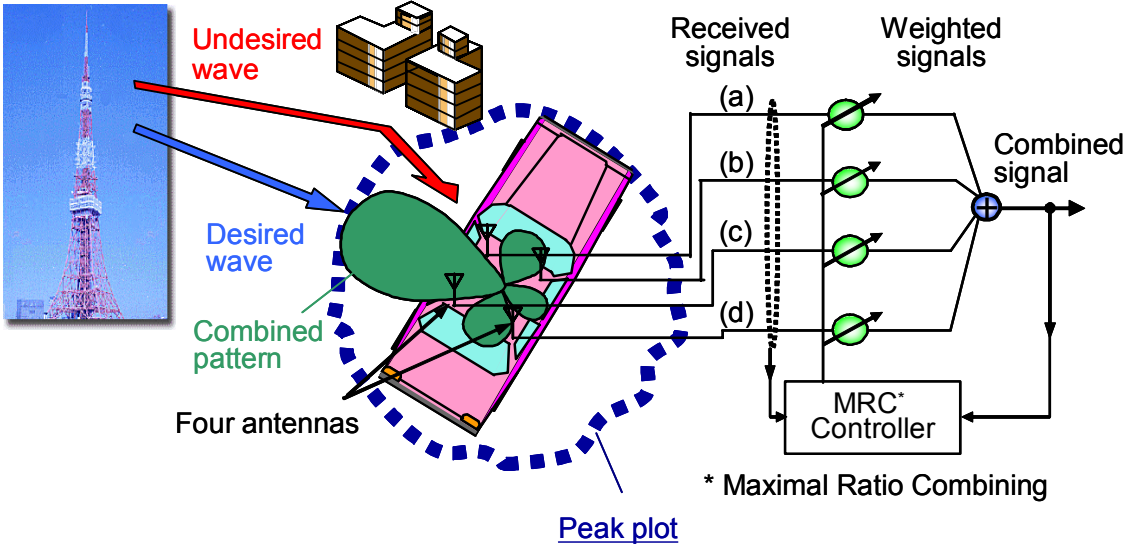 Undesired
wave
Desired
wave
Combined
pattern
Four antennas
Peak plot
Received
signals
Weighted
signals
(a)
(b)
(c)
(d)
Combined
signal
MRC*
Controller
* Maximal Ratio Combining